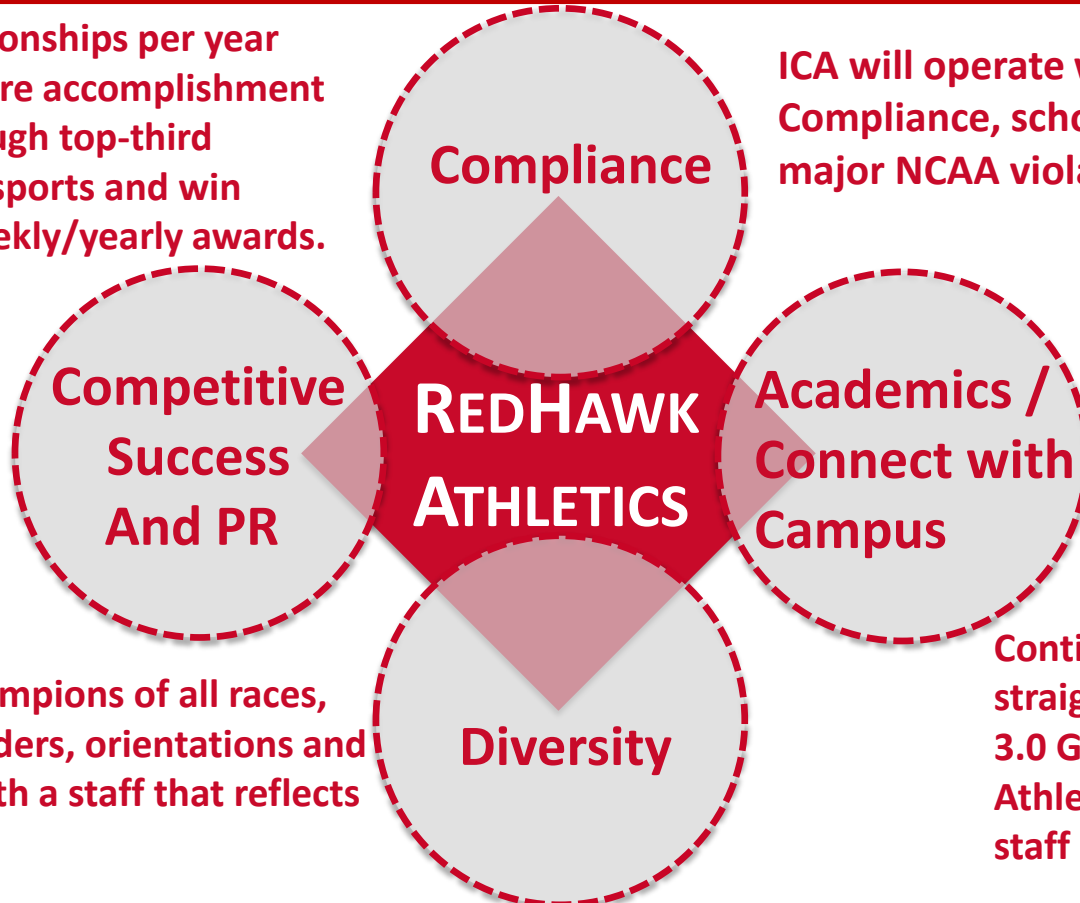 onships per year
re accomplishment
ugh top-third
sports and win
ekly/yearly awards.
Compliance
ICA will operate w
Compliance, scho
major NCAA viola
Competitive
Success
And PR
REDHAWK
ATHLETICS
Academics /
Connect with
Campus
mpions of all races,
ders, orientations and
th a staff that reflects
Diversity
Conti
straig
3.0 G
Athle
staff